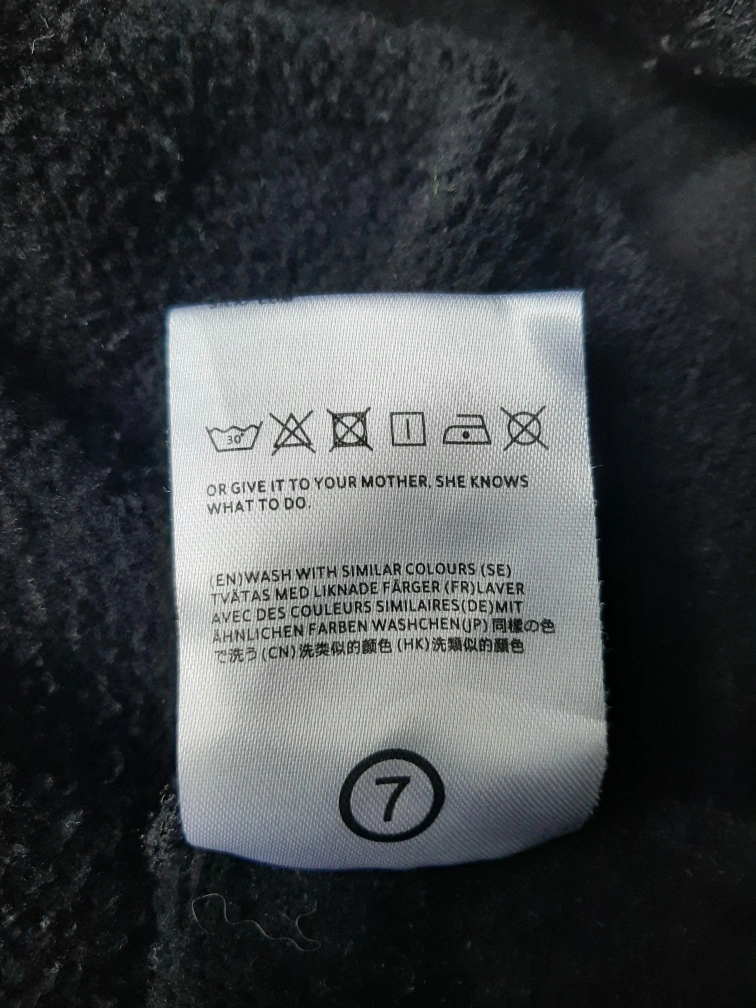 30°
OR GIVE IT TO YOUR MOTHER, SHE KNOWS
WHAT TO DO.
(EN)WASH WITH SIMILAR COLOURS (SE)
TVÄTAS MED LIKNADE FÄRGER (FR)LAVER
AVEC DES COULEURS SIMILAIRES(DE)MIT
ÄHNLICHEN FARBEN WASHCHEN(JP) 同様の色
で洗う (CN) 洗类似的颜色 (HK) 洗類似的顏色
7